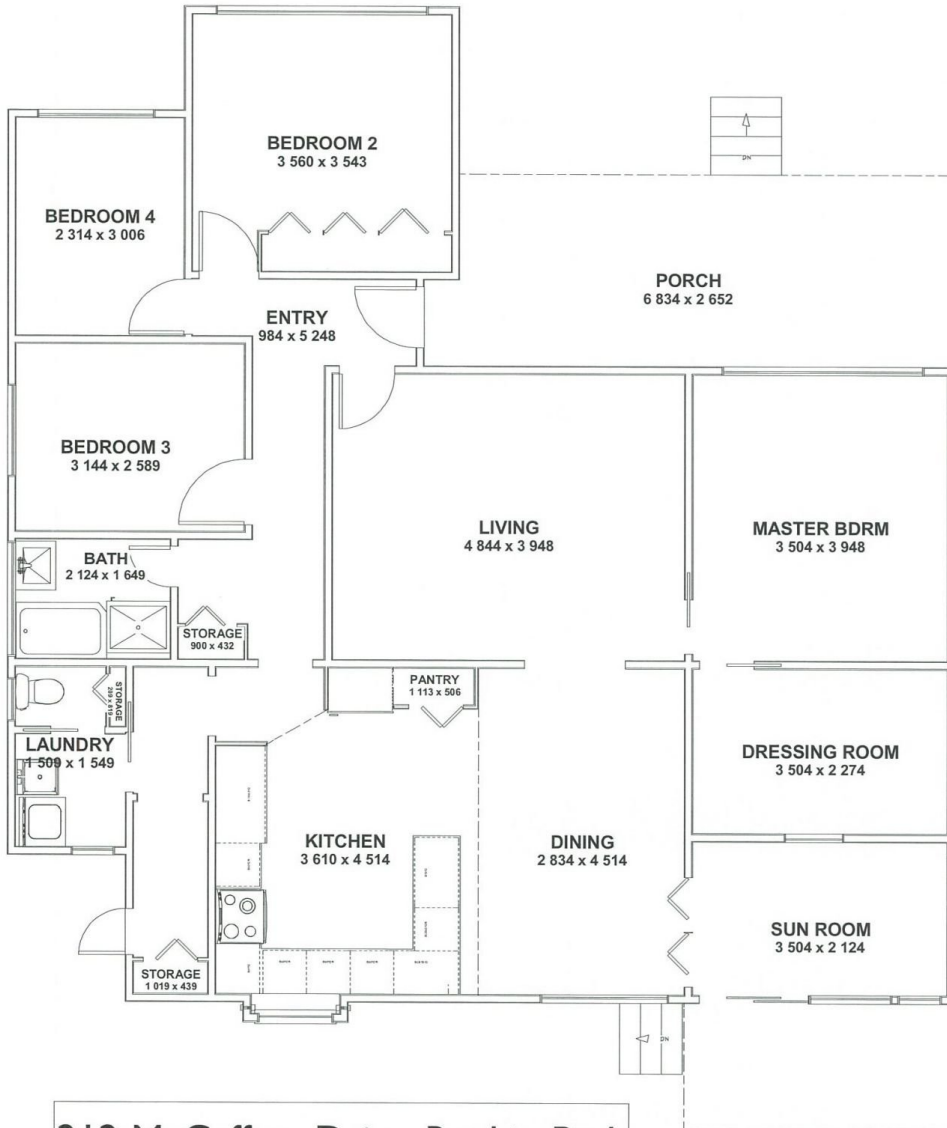 BEDROOM 2
3 560 x 3 543
BEDROOM 4
2 314 x 3 006
DN
PORCH
6 834 x 2 652
ENTRY
984 x 5 248
BEDROOM 3
3 144 x 2 589
LIVING
4 844 x 3 948
MASTER BDRM
3 504 x 3 948
BATH
2 124 x 1 649
STORAGE
900 x 432
STORAGE
PANTRY
1 113 x 506
LAUNDRY
1 509 x 1 549
DRESSING ROOM
3 504 x 2 274
KITCHEN
3 610 x 4 514
DINING
2 834 x 4 514
SUN ROOM
3 504 x 2 124
STORAGE
1 019 x 439
DN